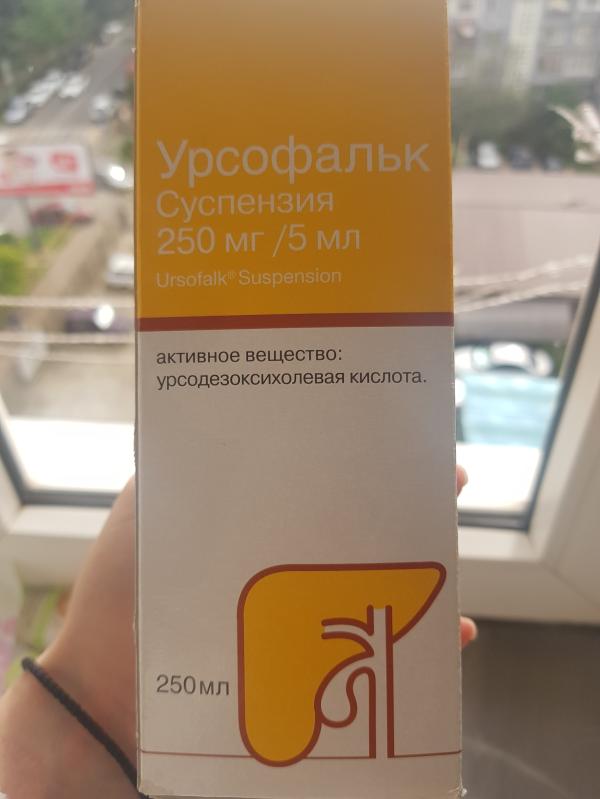 Урсофальк
Суспензия
250 мг /5 мл
Ursofalk® Suspension
активное вещество:
урсодезоксихолевая кислота.
250мл